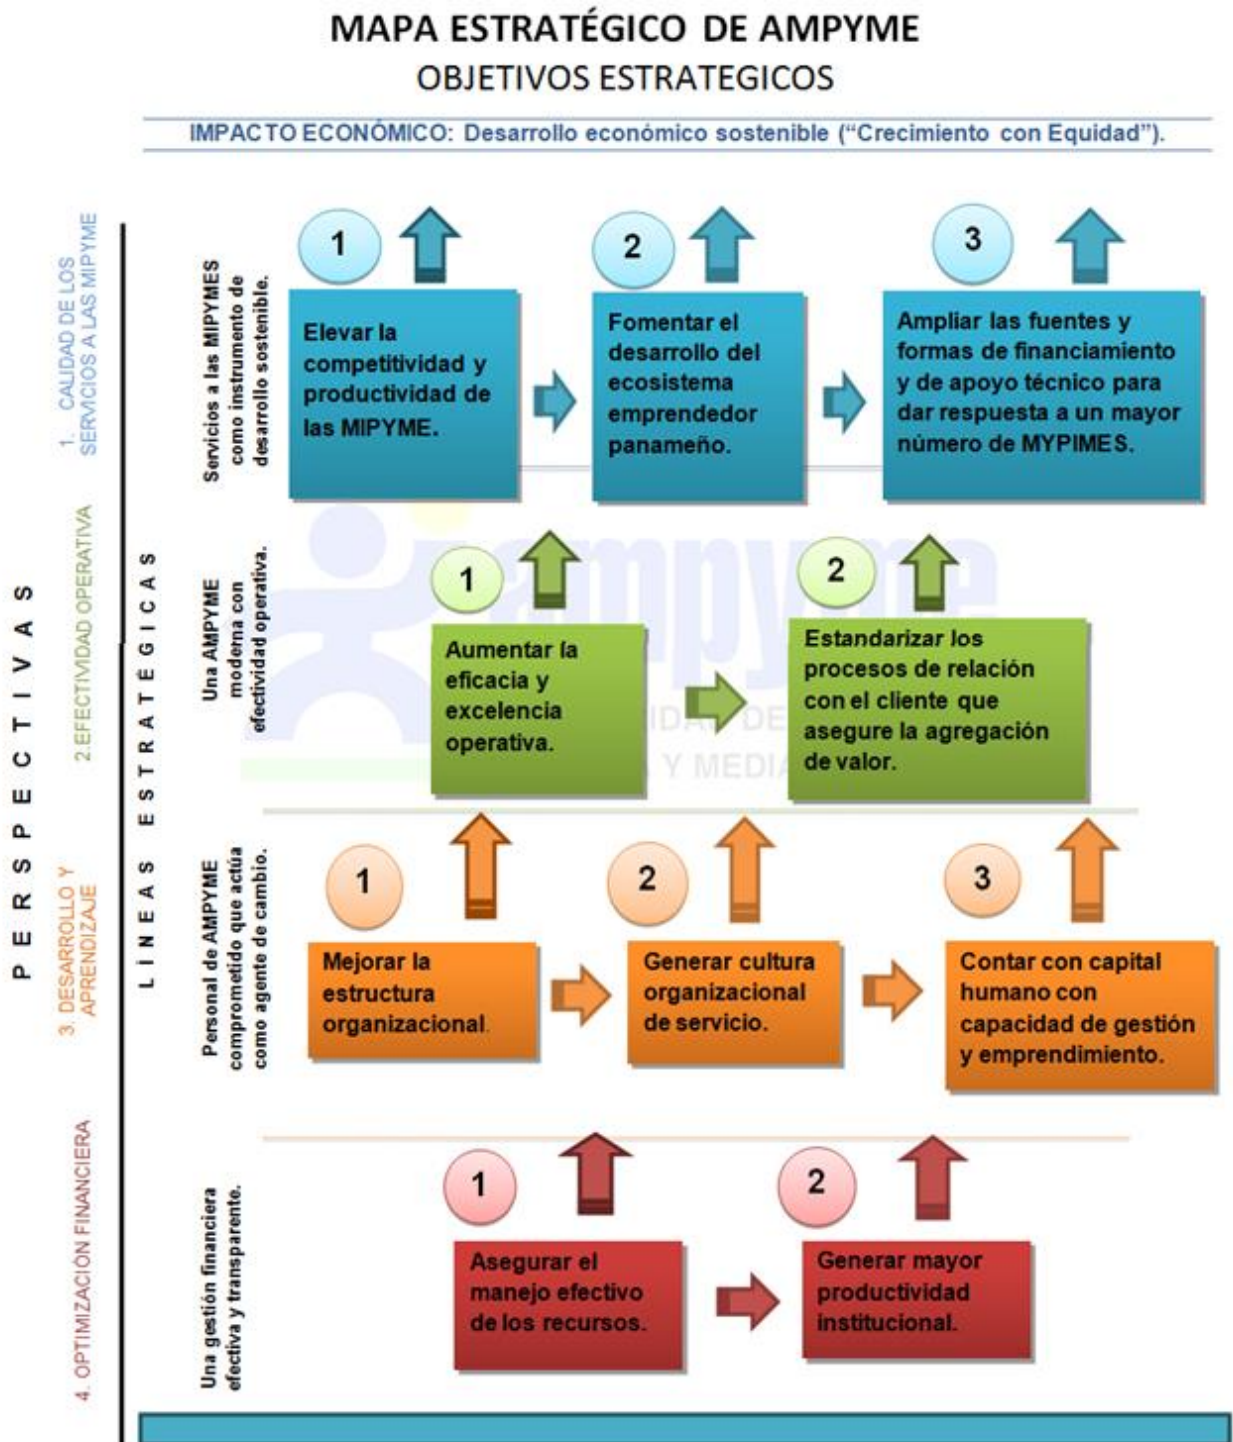 MAPA ESTRATÉGICO DE AMPYME
OBJETIVOS ESTRATEGICOS
IMPACTO ECONÓMICO: Desarrollo económico sostenible (“Crecimiento con Equidad”).
PERSPECTIVAS
LÍNEAS ESTRATÉGICAS
1. CALIDAD DE LOS
SERVICIOS A LAS MIPYME
Servicios a las MIPYMES
como instrumento de
desarrollo sostenible.
1
Elevar la
competitividad y
productividad de
las MIPYME.
2
Fomentar el
desarrollo del
ecosistema
emprendedor
panameño.
3
Ampliar las fuentes y
formas de financiamiento
y de apoyo técnico para
dar respuesta a un mayor
número de MYPIMES.
2.EFECTIVIDAD OPERATIVA
Una AMPYME
moderna con
efectividad operativa.
1
Aumentar la
eficacia y
excelencia
operativa.
2
Estandarizar los
procesos de relación
con el cliente que
asegure la agregación
de valor.
ampyme
DE
Y
3. DESARROLLO Y
APRENDIZAJE
Personal de AMPYME
comprometido que actúa
como agente de cambio.
1
Mejorar la
estructura
organizacional.
2
Generar cultura
organizacional
de servicio.
3
Contar con capital
humano con
capacidad de gestión
y emprendimiento.
4. OPTIMIZACIÓN FINANCIERA
Una gestión financiera
efectiva y transparente.
1
Asegurar el
manejo efectivo
de los recursos.
2
Generar mayor
productividad
institucional.